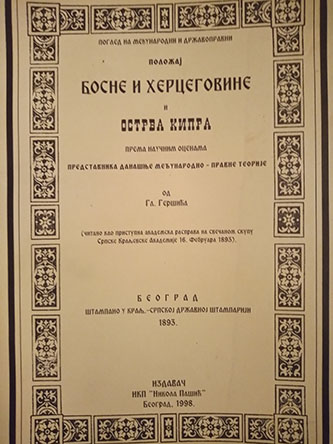 ПОГЛЕД НА МЕЂУНАРОДНИ И ДРЖАВОПРАВНИ
ПОЛОЖАЈ
БОСНЕ И ХЕРЦЕГОВИНЕ
И
ОСТРВА КИПРА
ПРЕМА НАУЧНИМ ОЦЕНАМА
ПРЕДСТАВНИКА ДАНАШЊЕ МЕЂУНАРОДНО - ПРАВНЕ ТЕОРИЈЕ
ОД
Гл. Гершића
(Читано као приступна академска расправа на свечаном скупу
Српске Краљевске Академије 16. Фебруара 1893).
БЕОГРАД
ШТАМПАНО У КРАЉ.-СРПСКОЈ ДРЖАВНОЈ ШТАМПАРИЈИ
1893.
ИЗДАВАЧ
ИКП "Никола Пашић"
Београд, 1998.